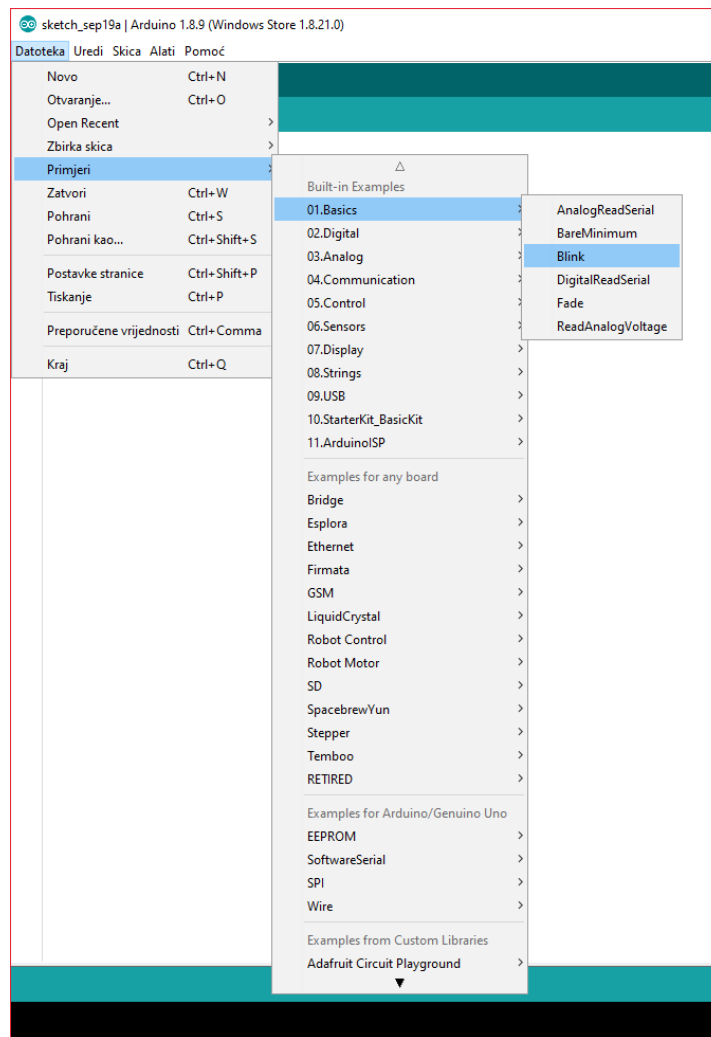 sketch_sep19a | Arduino 1.8.9 (Windows Store 1.8.21.0)
Datoteka Uredi Skica Alati Pomoć
Novo Ctrl+N
Otvaranje... Ctrl+O
Open Recent
Zbirka skica
Primjeri
Zatvori Ctrl+W
Pohrani Ctrl+S
Pohrani kao... Ctrl+Shift+S
Postavke stranice Ctrl+Shift+P
Tiskanje Ctrl+P
Preporučene vrijednosti Ctrl+Comma
Kraj Ctrl+Q
Built-in Examples
01.Basics
02.Digital
03.Analog
04.Communication
05.Control
06.Sensors
07.Display
08.Strings
09.USB
10.StarterKit_BasicKit
11.ArduinoISP
Examples for any board
Bridge
Esplora
Ethernet
Firmata
GSM
LiquidCrystal
Robot Control
Robot Motor
SD
SpacebrewYun
Stepper
Temboo
RETIRED
Examples for Arduino/Genuino Uno
EEPROM
SoftwareSerial
SPI
Wire
Examples from Custom Libraries
Adafruit Circuit Playground
AnalogReadSerial
BareMinimum
Blink
DigitalReadSerial
Fade
ReadAnalogVoltage